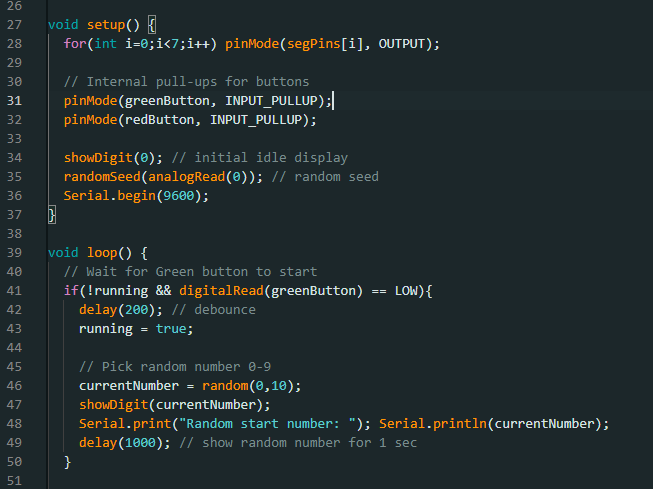 26
27 void setup() {
28   for(int i=0;i<7;i++) pinMode(segPins[i], OUTPUT);
29
30   // Internal pull-ups for buttons
31   pinMode(greenButton, INPUT_PULLUP);
32   pinMode(redButton, INPUT_PULLUP);
33
34   showDigit(0); // initial idle display
35   randomSeed(analogRead(0)); // random seed
36   Serial.begin(9600);
37 }
38
39 void loop() {
40   // Wait for Green button to start
41   if(!running && digitalRead(greenButton) == LOW){
42     delay(200); // debounce
43     running = true;
44
45     // Pick random number 0-9
46     currentNumber = random(0,10);
47     showDigit(currentNumber);
48     Serial.print("Random start number: "); Serial.println(currentNumber);
49     delay(1000); // show random number for 1 sec
50   }
51